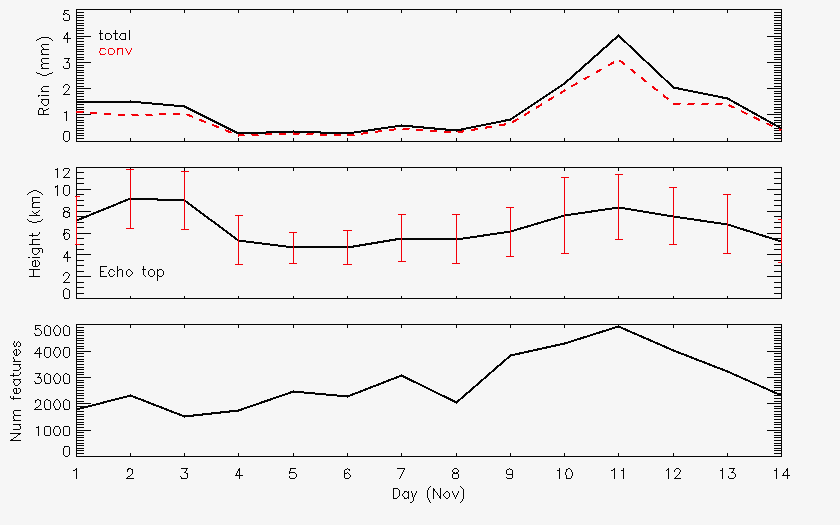 5
4
3
2
1
0
Rain (mm)
total
conv
12
10
8
6
4
2
0
Height (km)
Echo top
5000
4000
3000
2000
1000
0
Num features
1 2 3 4 5 6 7 8 9 10 11 12 13 14
Day (Nov)